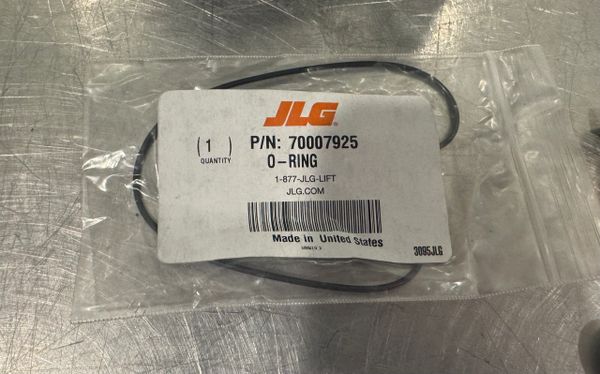 JLG
(1)
QUANTITY
P/N: 70007925
O-RING
1-877-JLG-LIFT
JLG.COM
Made in United States
3095JLG